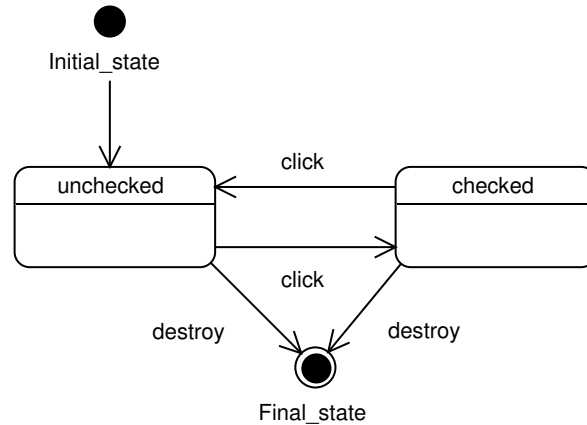 Initial_state
click
unchecked
checked
click
destroy
destroy
Final_state